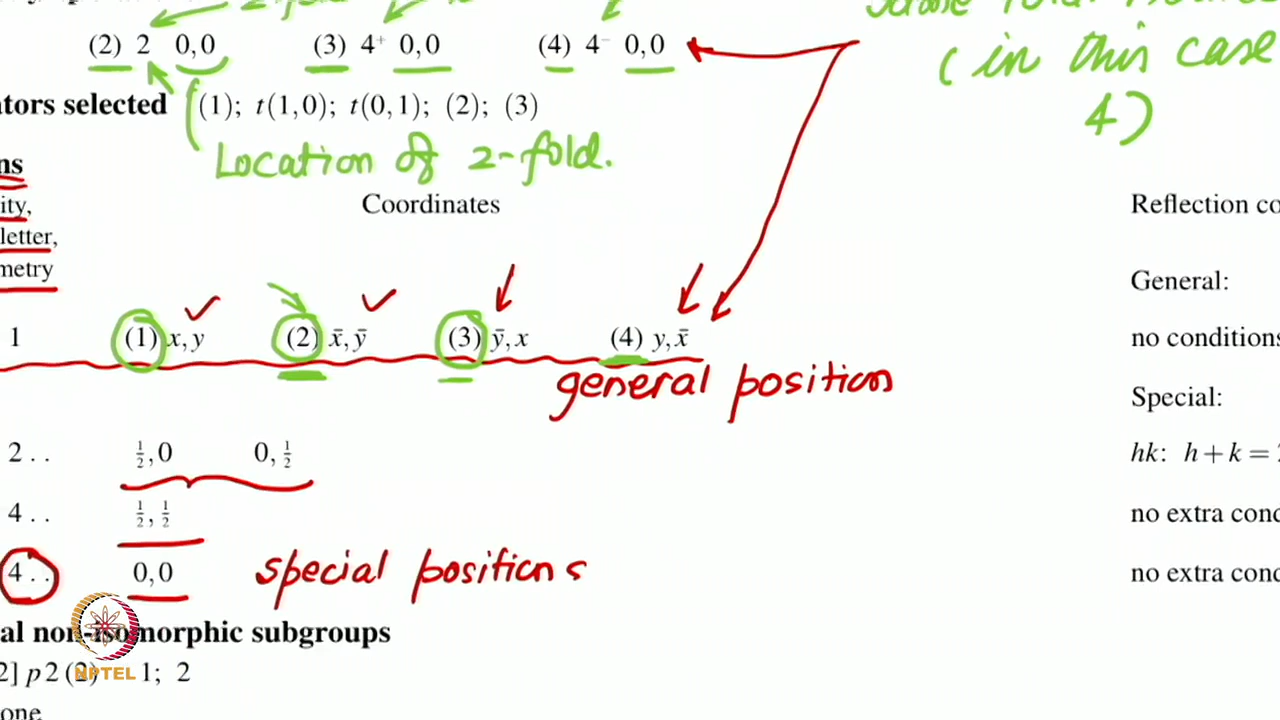 (2) 2 0,0 (3) 4⁺ 0,0 (4) 4⁻ 0,0
(in this case
4)
ators selected (1); t(1,0); t(0,1); (2); (3)
Location of 2-fold.
ns
ity,
letter,
metry
Coordinates
Reflection co
General:
1 (1) x,y (2) x̄,ȳ (3) ȳ,x (4) y,x̄ no conditions
general position
Special:
2 . . ½,0 0,½ hk: h+k =
4 . . ½,½ no extra cond
4 . . 0,0 special positions no extra cond
al non-isomorphic subgroups
2] p2 (2) 1; 2
one
NPTEL